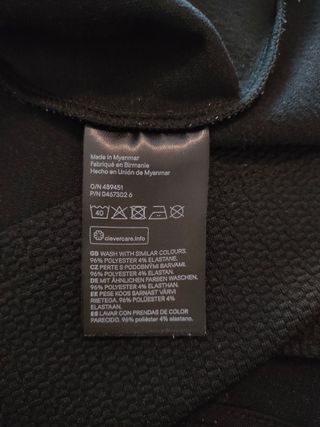 Made in Myanmar
Fabriqué en Birmanie
Hecho en Unión de Myanmar
O/N 489451
P/N 0467302 6
40
clevercare.info
GB WASH WITH SIMILAR COLOURS.
96% POLYESTER 4% ELASTANE,
CZ PERTE S PODOBNÝMI BARVAMI.
96% POLYESTER 4% ELASTAN.
DE MIT ÄHNLICHEN FARBEN WASCHEN.
96% POLYESTER 4% ELASTHAN.
EE PESE KOOS SARNAST VÄRVI
RIIETEGA. 96% POLÜESTER 4%
ELASTAAN.
ES LAVAR CON PRENDAS DE COLOR
PARECIDO. 96% poliéster 4% elastano.